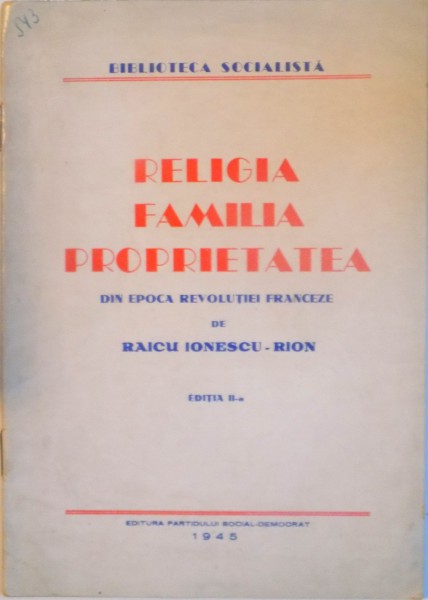 543
BIBLIOTECA SOCIALISTĂ
RELIGIA
FAMILIA
PROPRIETATEA
DIN EPOCA REVOLUȚIEI FRANCEZE
DE
RAICU IONESCU - RION
EDIȚIA II-a
EDITURA PARTIDULUI SOCIAL-DEMOCRAT
1945